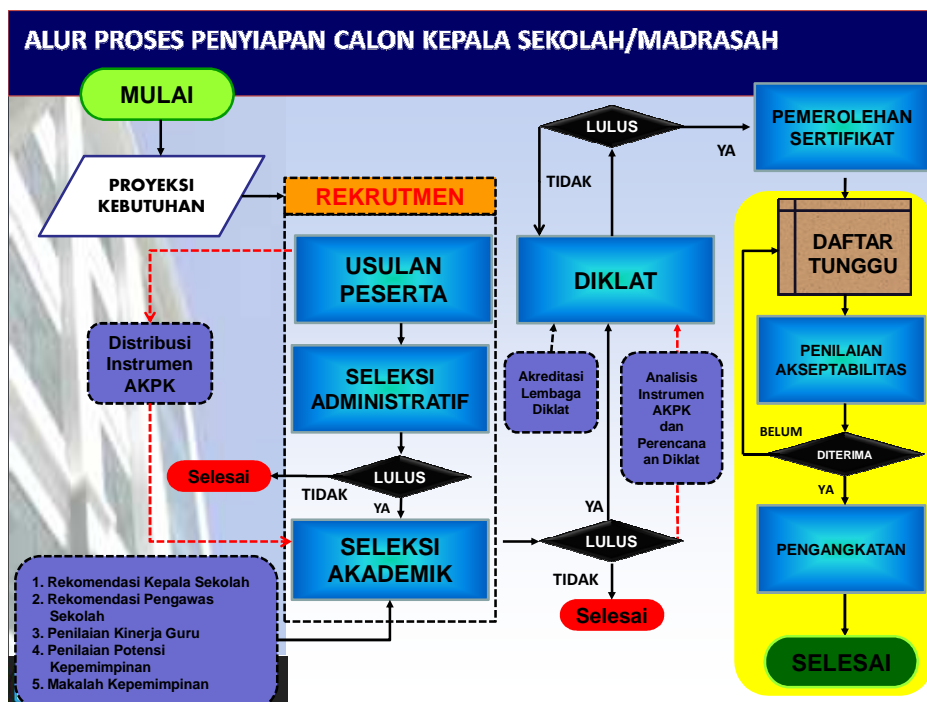 ALUR PROSES PENYIAPAN CALON KEPALA SEKOLAH/MADRASAH
MULAI
PROYEKSI
KEBUTUHAN
REKRUTMEN
USULAN
PESERTA
Distribusi
Instrumen
AKPK
SELEKSI
ADMINISTRATIF
LULUS
TIDAK
Selesai
YA
SELEKSI
AKADEMIK
1. Rekomendasi Kepala Sekolah
2. Rekomendasi Pengawas
Sekolah
3. Penilaian Kinerja Guru
4. Penilaian Potensi
Kepemimpinan
5. Makalah Kepemimpinan
LULUS
TIDAK
Selesai
YA
Akreditasi
Lembaga
Diklat
Analisis
Instrumen
AKPK
dan
Perencana
an Diklat
DIKLAT
LULUS
TIDAK
YA
PEMEROLEHAN
SERTIFIKAT
DAFTAR
TUNGGU
PENILAIAN
AKSEPTABILITAS
BELUM
DITERIMA
YA
PENGANGKATAN
SELESAI